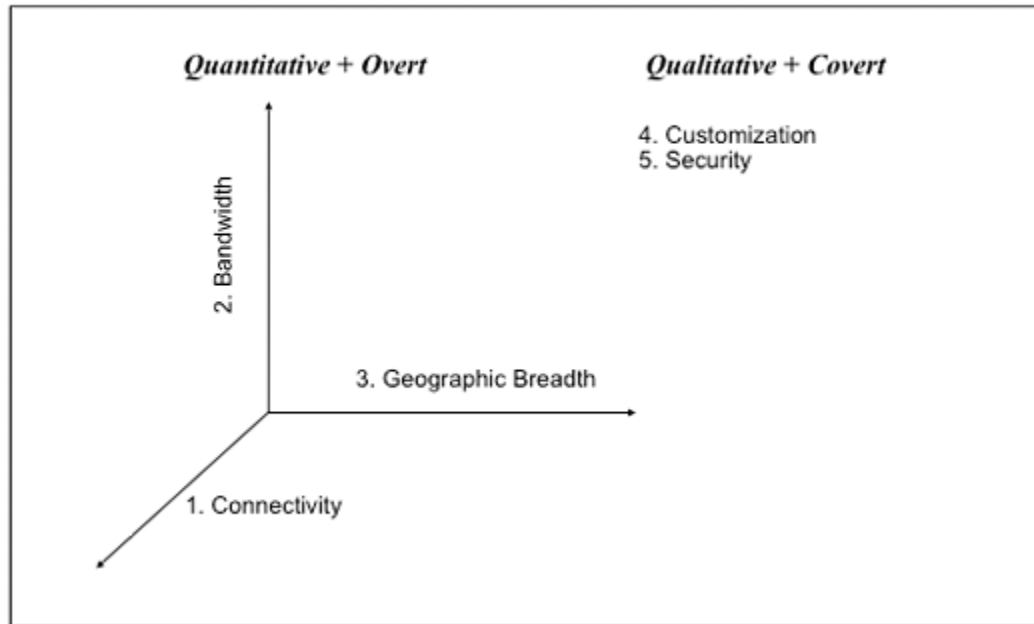 Quantitative + Overt
Qualitative + Covert
4. Customization
5. Security
2. Bandwidth
3. Geographic Breadth
1. Connectivity